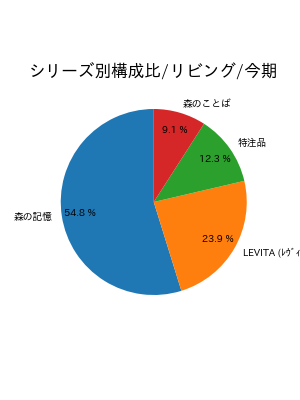 シリーズ別構成比/リビング/今期
森のことば
9.1 %
特注品
12.3 %
森の記憶
54.8 %
23.9 %
LEVITA (ﾚｳﾞｨ